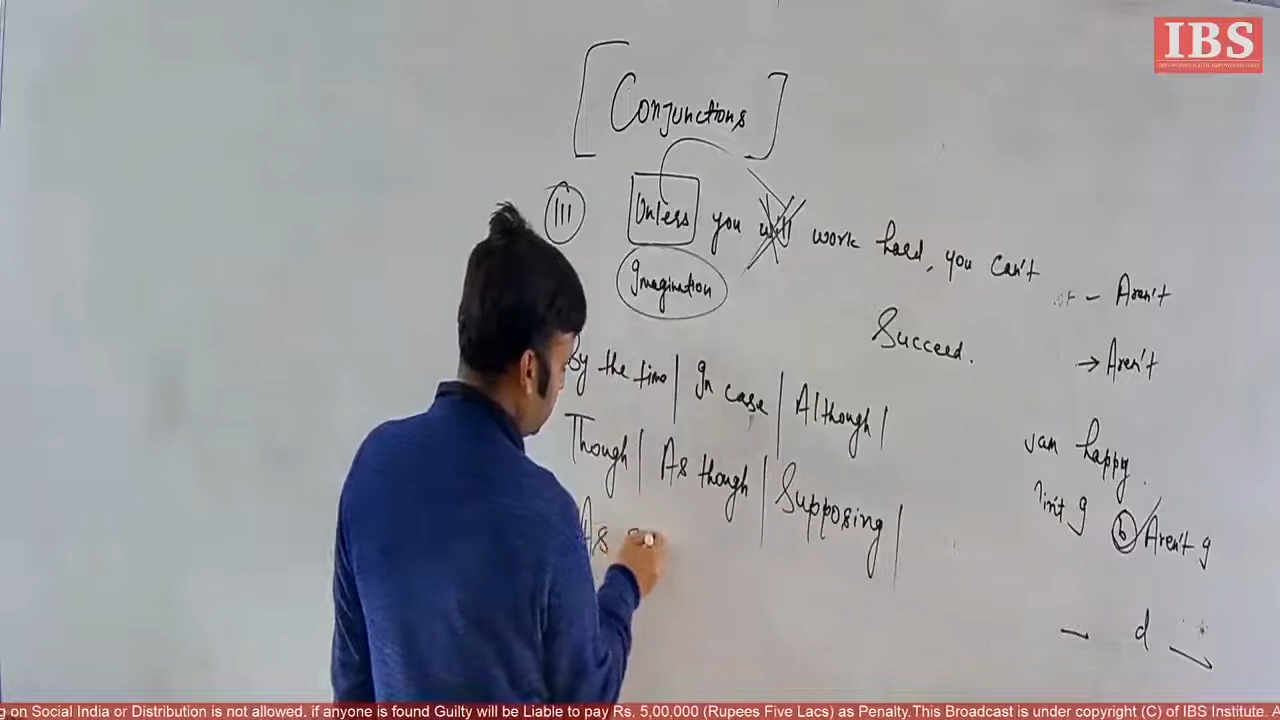 IBS
Conjunctions
III Unless you will work hard, you can't
Succeed.
Imagination
By the time | In case | Although |
Though | As though | Supposing |
As
- Aren't
→ Aren't
happy.
b Aren't g
d
g on Social India or Distribution is not allowed. if anyone is found Guilty will be Liable to pay Rs. 5,00,000 (Rupees Five Lacs) as Penalty.This Broadcast is under copyright (C) of IBS Institute. A